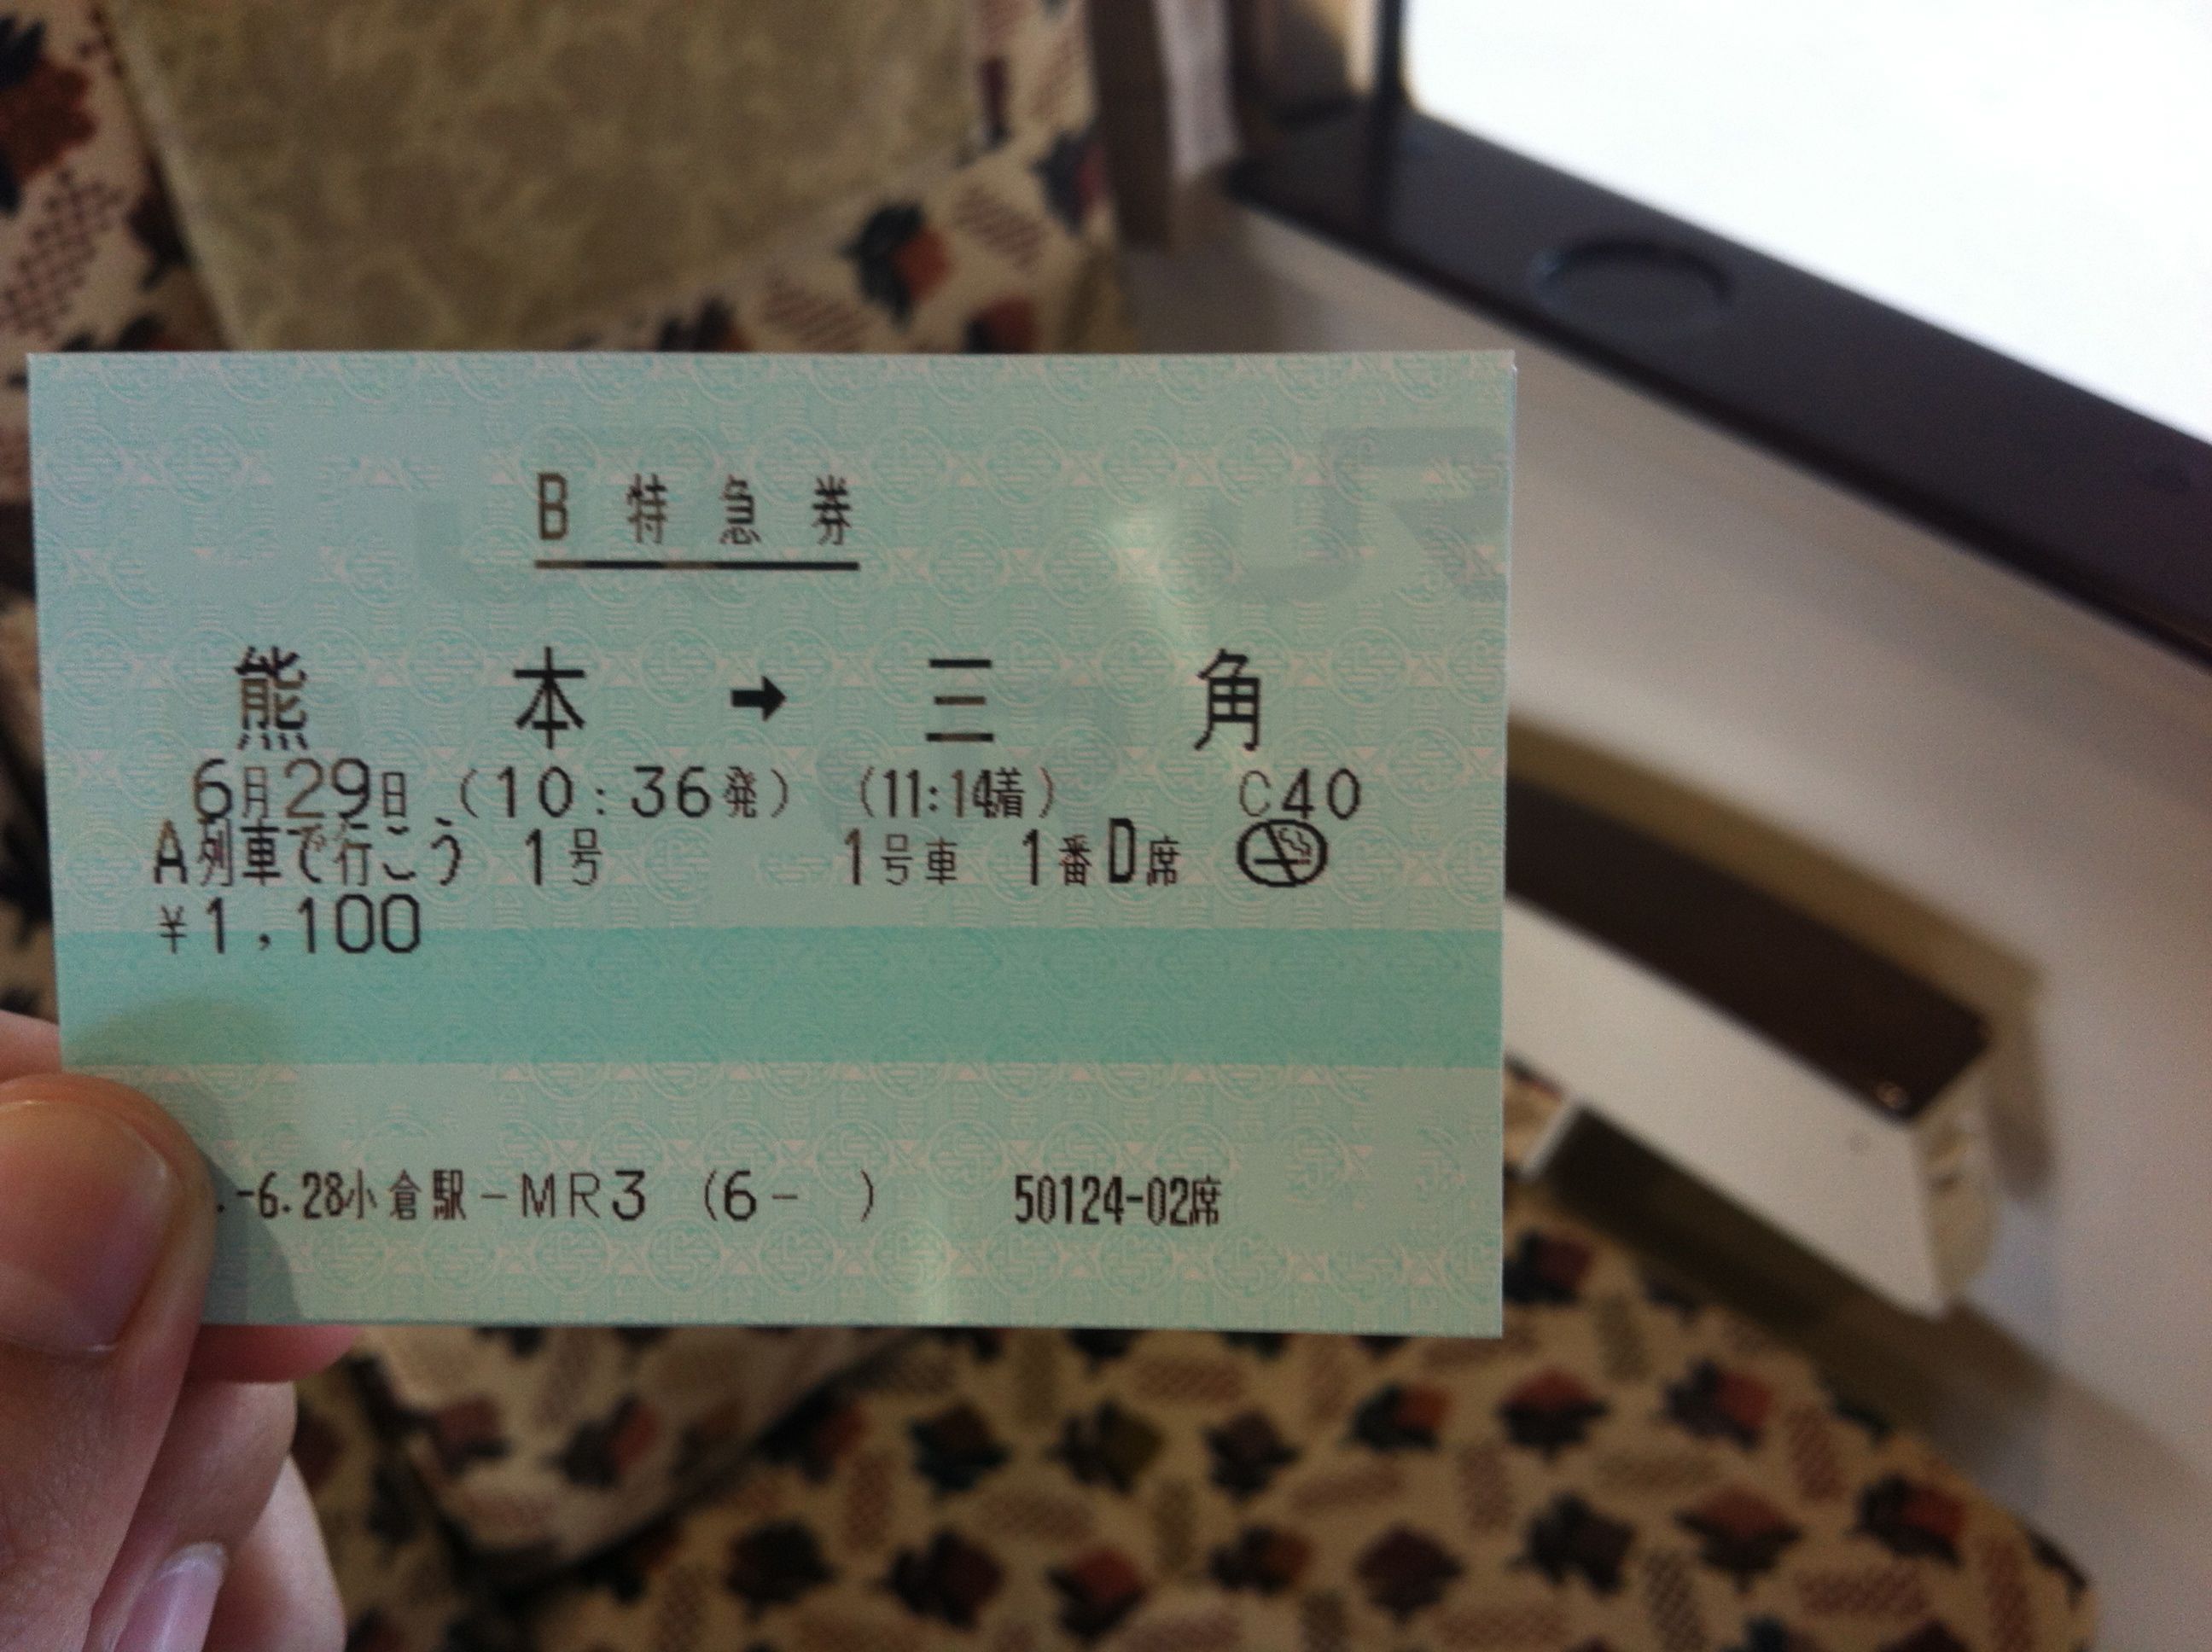 B特急券
熊本➡三角
6月29日 (10:36発) (11:14着) C40
A列車で行こう 1号 1号車 1番D席
¥1,100
.-6.28小倉駅-MR3 (6- ) 50124-02席